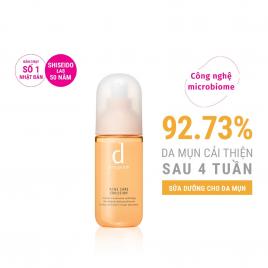 BÁN CHẠY
SỐ 1
NHẬT BẢN
SHISEIDO
LAB
50 NĂM
Công nghệ
microbiome
92.73%
DA MỤN CẢI THIỆN
SAU 4 TUẦN
SỮA DƯỠNG CHO DA MỤN
d
ACNE CARE
EMULSION